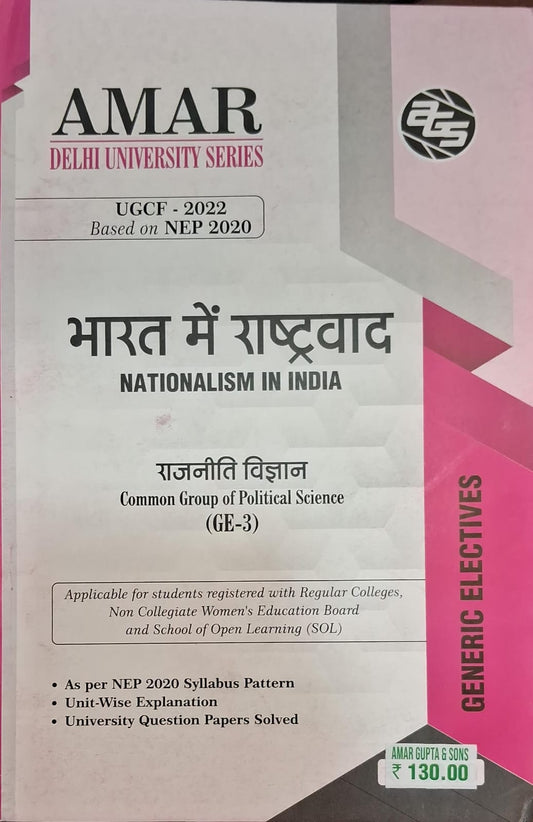 AMAR
DELHI UNIVERSITY SERIES
ags
UGCF - 2022
Based on NEP 2020
भारत में राष्ट्रवाद
NATIONALISM IN INDIA
राजनीति विज्ञान
Common Group of Political Science
(GE-3)
GENERIC ELECTIVES
Applicable for students registered with Regular Colleges,
Non Collegiate Women's Education Board
and School of Open Learning (SOL)
• As per NEP 2020 Syllabus Pattern
• Unit-Wise Explanation
• University Question Papers Solved
AMAR GUPTA & SONS
₹ 130.00